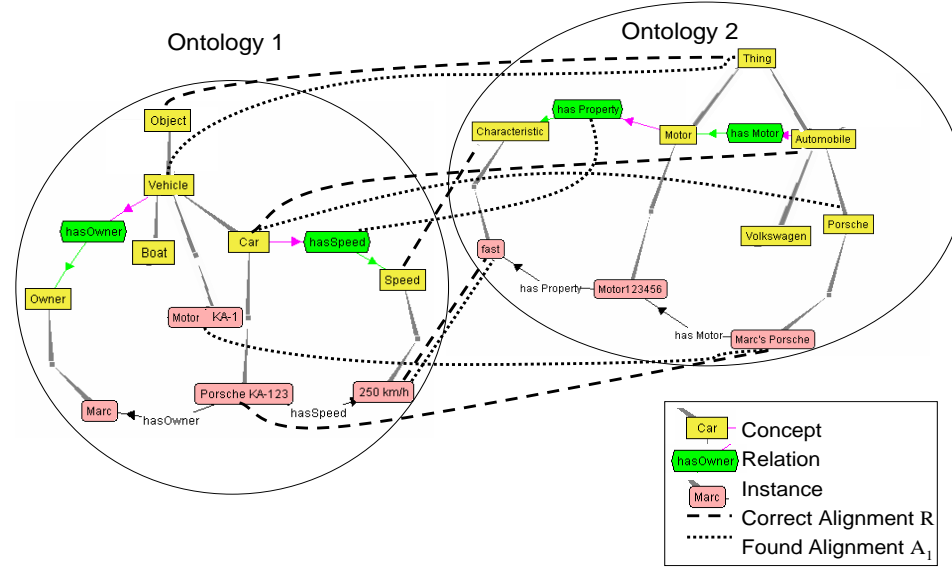 Ontology 1
Ontology 2
Thing
Object
has Property
Characteristic
Motor
has Motor
Automobile
Vehicle
hasOwner
Boat
Car
hasSpeed
Porsche
Volkswagen
Speed
fast
Owner
has Property
Motor123456
Motor KA-1
has Motor
Marc's Porsche
Porsche KA-123
250 km/h
Marc
hasOwner
hasSpeed
Car
Concept
hasOwner
Relation
Marc
Instance
Correct Alignment R
Found Alignment A1